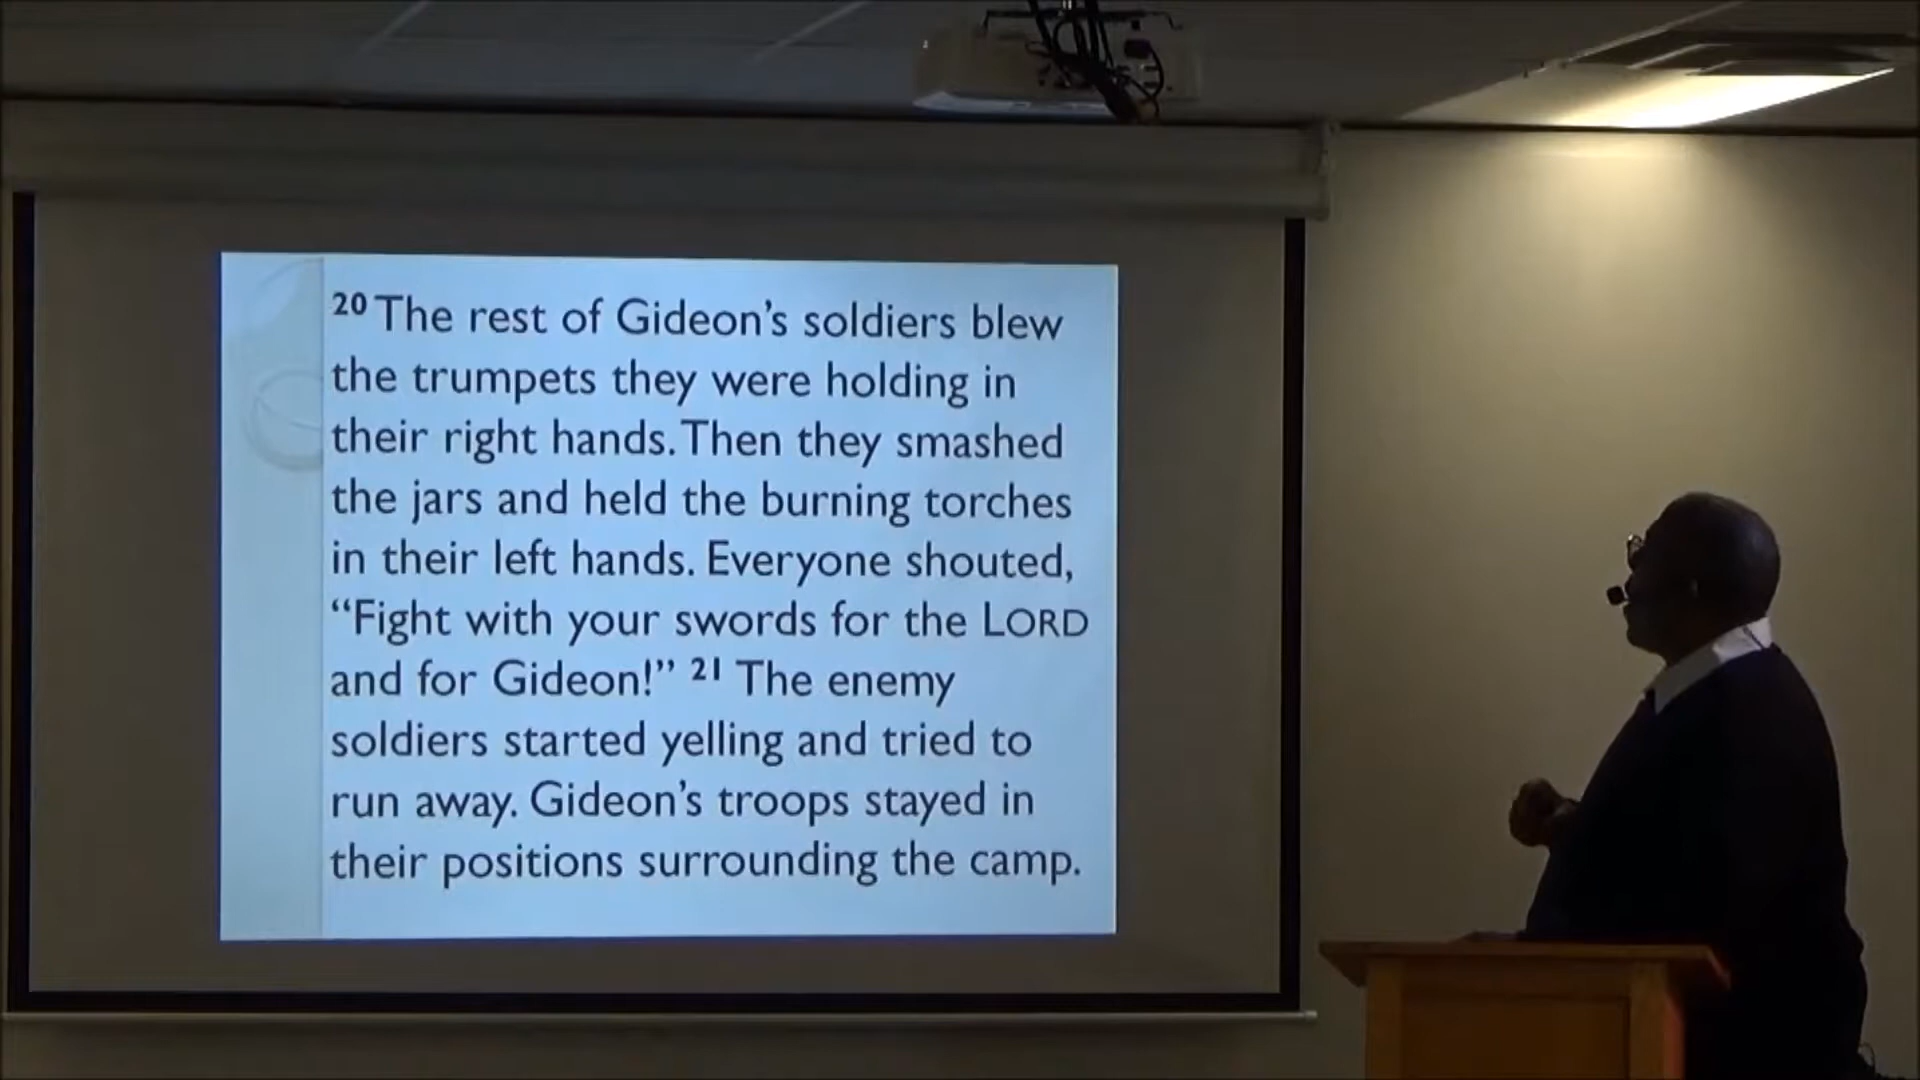 20 The rest of Gideon’s soldiers blew
the trumpets they were holding in
their right hands. Then they smashed
the jars and held the burning torches
in their left hands. Everyone shouted,
“Fight with your swords for the LORD
and for Gideon!” 21 The enemy
soldiers started yelling and tried to
run away. Gideon’s troops stayed in
their positions surrounding the camp.